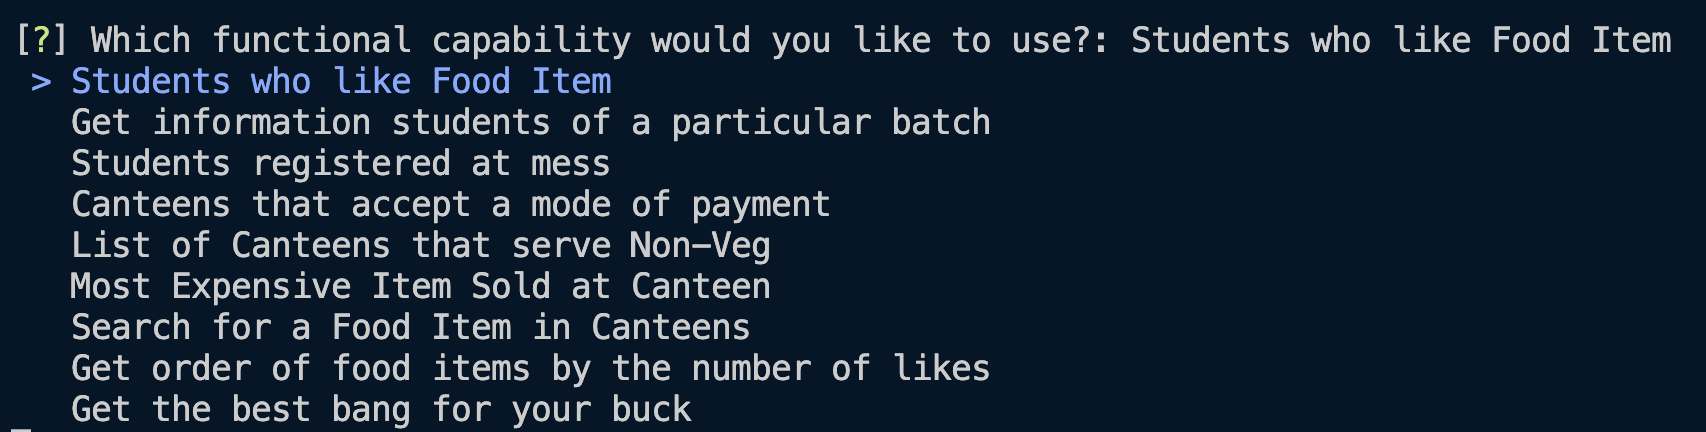 [?] Which functional capability would you like to use?: Students who like Food Item
> Students who like Food Item
Get information students of a particular batch
Students registered at mess
Canteens that accept a mode of payment
List of Canteens that serve Non-Veg
Most Expensive Item Sold at Canteen
Search for a Food Item in Canteens
Get order of food items by the number of likes
Get the best bang for your buck